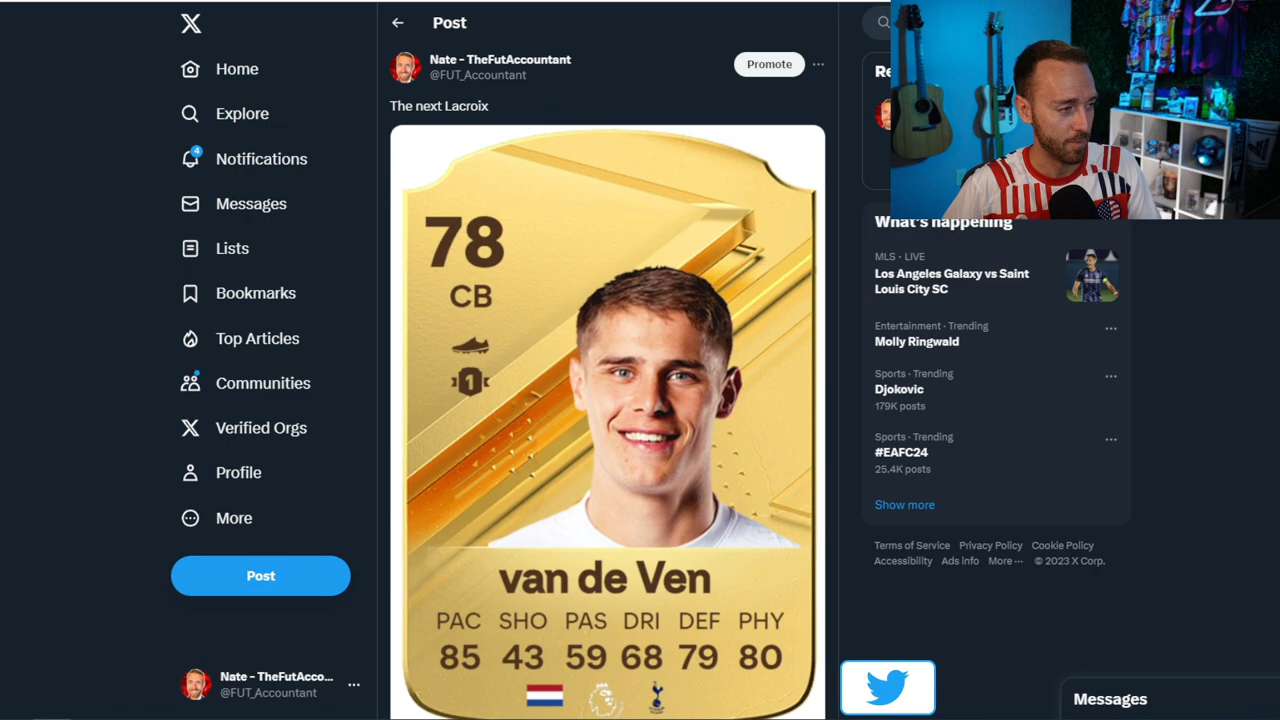 Home
Explore
4
Notifications
Messages
Lists
Bookmarks
Top Articles
Communities
Verified Orgs
Profile
More
Post
Nate - TheFutAcco...
@FUT_Accountant
Post
Nate - TheFutAccountant
@FUT_Accountant
Promote
The next Lacroix
78
CB
1
van de Ven
PAC SHO PAS DRI DEF PHY
85 43 59 68 79 80
Re
What's happening
MLS · LIVE
Los Angeles Galaxy vs Saint
Louis City SC
Entertainment · Trending
Molly Ringwald
Sports · Trending
Djokovic
179K posts
Sports · Trending
#EAFC24
25.4K posts
Show more
Terms of Service Privacy Policy Cookie Policy
Accessibility Ads info More ··· © 2023 X Corp.
Messages